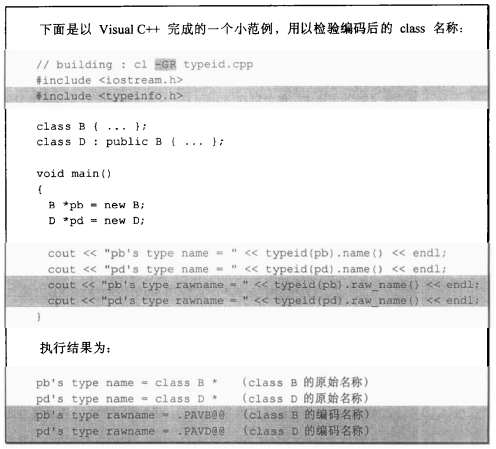 下面是以 Visual C++ 完成的一个小范例，用以检验编码后的 class 名称：
// building : cl -GR typeid.cpp
#include <iostream.h>
#include <typeinfo.h>
class B { ... };
class D : public B { ... };
void main()
{
B *pb = new B;
D *pd = new D;
cout << "pb's type name = " << typeid(pb).name() << endl;
cout << "pd's type name = " << typeid(pd).name() << endl;
cout << "pb's type rawname = " << typeid(pb).raw_name() << endl;
cout << "pd's type rawname = " << typeid(pd).raw_name() << endl;
}
执行结果为：
pb's type name = class B * (class B 的原始名称)
pd's type name = class D * (class D 的原始名称)
pb's type rawname = .PAVB@@ (class B 的编码名称)
pd's type rawname = .PAVD@@ (class D 的编码名称)